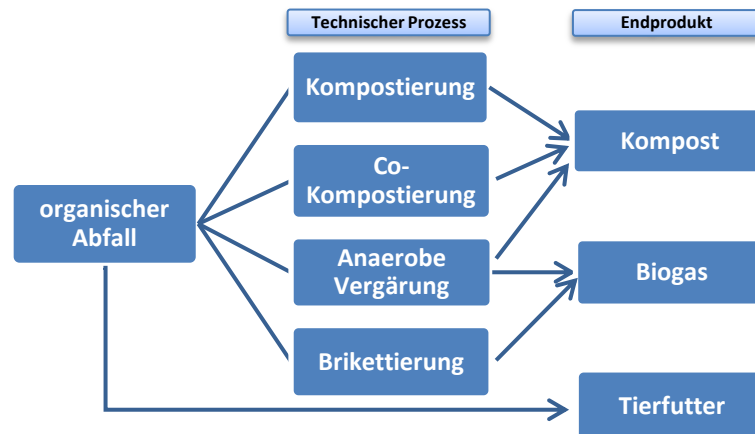 Technischer Prozess
Endprodukt
Kompostierung
Co-
Kompostierung
Kompost
organischer
Abfall
Anaerobe
Vergärung
Biogas
Brikettierung
Tierfutter